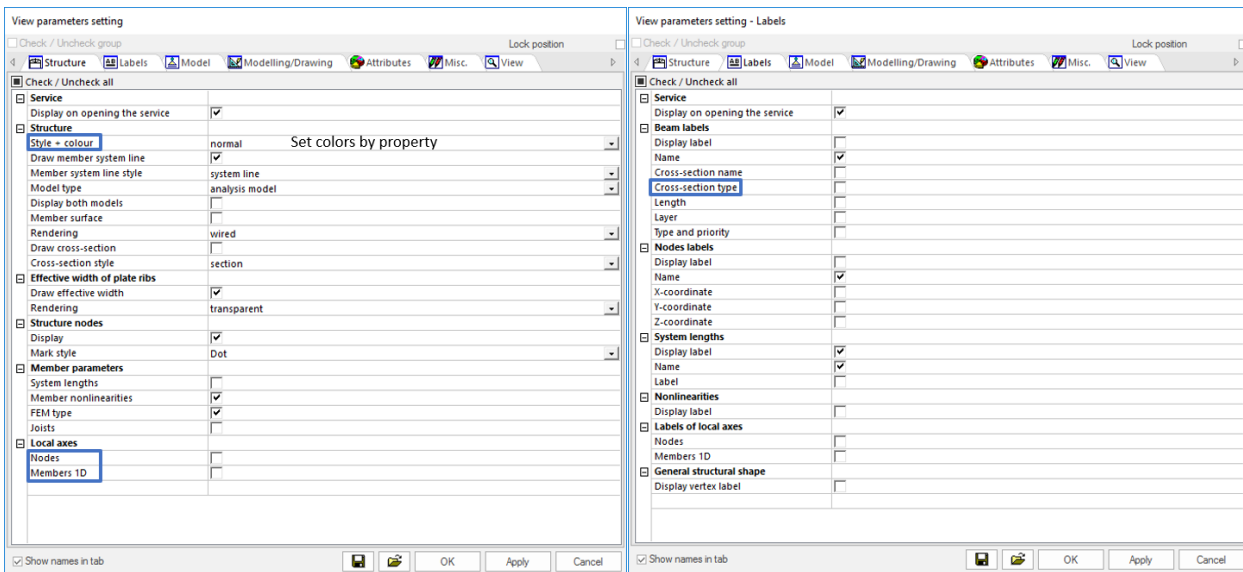 View parameters setting
Check / Uncheck group Lock position
Structure Labels Model Modelling/Drawing Attributes Misc. View
Check / Uncheck all
Service
Display on opening the service
Structure
Style + colour normal Set colors by property
Draw member system line
Member system line style system line
Model type analysis model
Display both models
Member surface
Rendering wired
Draw cross-section
Cross-section style section
Effective width of plate ribs
Draw effective width
Rendering transparent
Structure nodes
Display
Mark style Dot
Member parameters
System lengths
Member nonlinearities
FEM type
Joists
Local axes
Nodes
Members 1D
Show names in tab OK Apply Cancel
View parameters setting - Labels
Check / Uncheck group Lock position
Structure Labels Model Modelling/Drawing Attributes Misc. View
Check / Uncheck all
Service
Display on opening the service
Beam labels
Display label
Name
Cross-section name
Cross-section type
Length
Layer
Type and priority
Nodes labels
Display label
Name
X-coordinate
Y-coordinate
Z-coordinate
System lengths
Display label
Name
Label
Nonlinearities
Display label
Labels of local axes
Nodes
Members 1D
General structural shape
Display vertex label
Show names in tab OK Apply Cancel